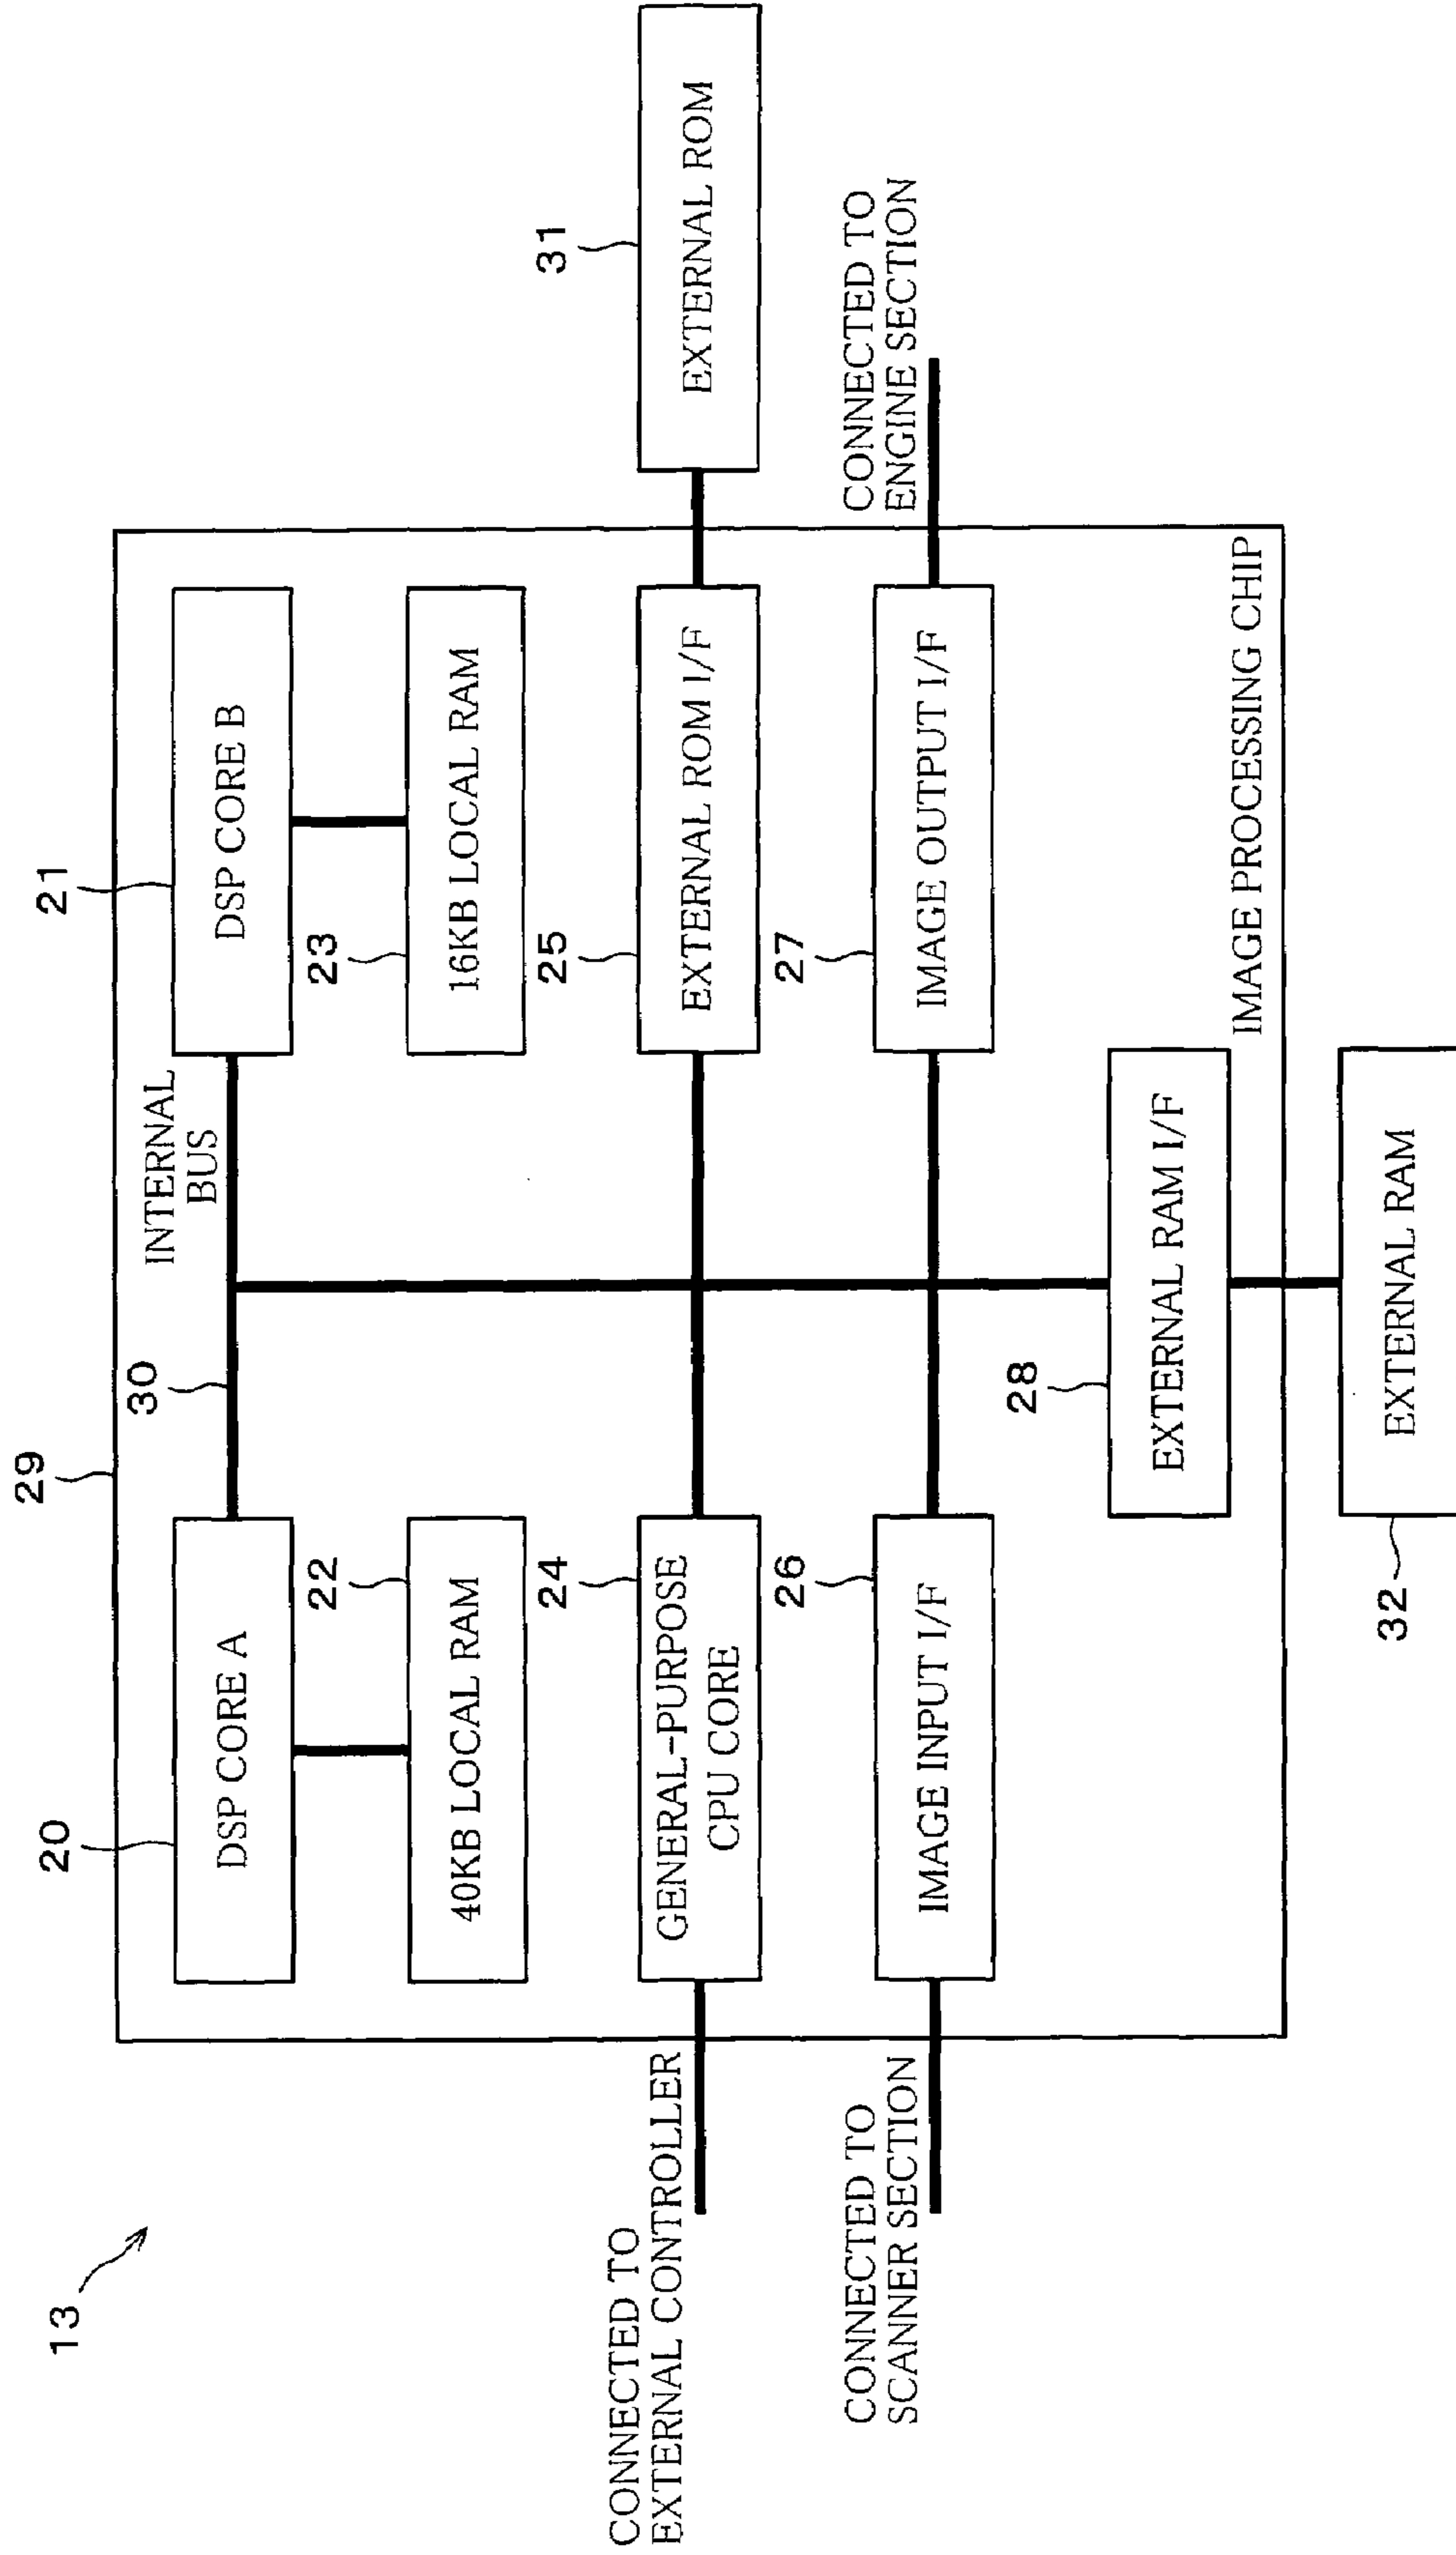 13
29
20
DSP CORE A
30
INTERNAL
BUS
21
DSP CORE B
22
40KB LOCAL RAM
23
16KB LOCAL RAM
CONNECTED TO
EXTERNAL CONTROLLER
24
GENERAL-PURPOSE
CPU CORE
25
EXTERNAL ROM I/F
31
EXTERNAL ROM
CONNECTED TO
SCANNER SECTION
26
IMAGE INPUT I/F
27
IMAGE OUTPUT I/F
CONNECTED TO
ENGINE SECTION
28
EXTERNAL RAM I/F
IMAGE PROCESSING CHIP
32
EXTERNAL RAM